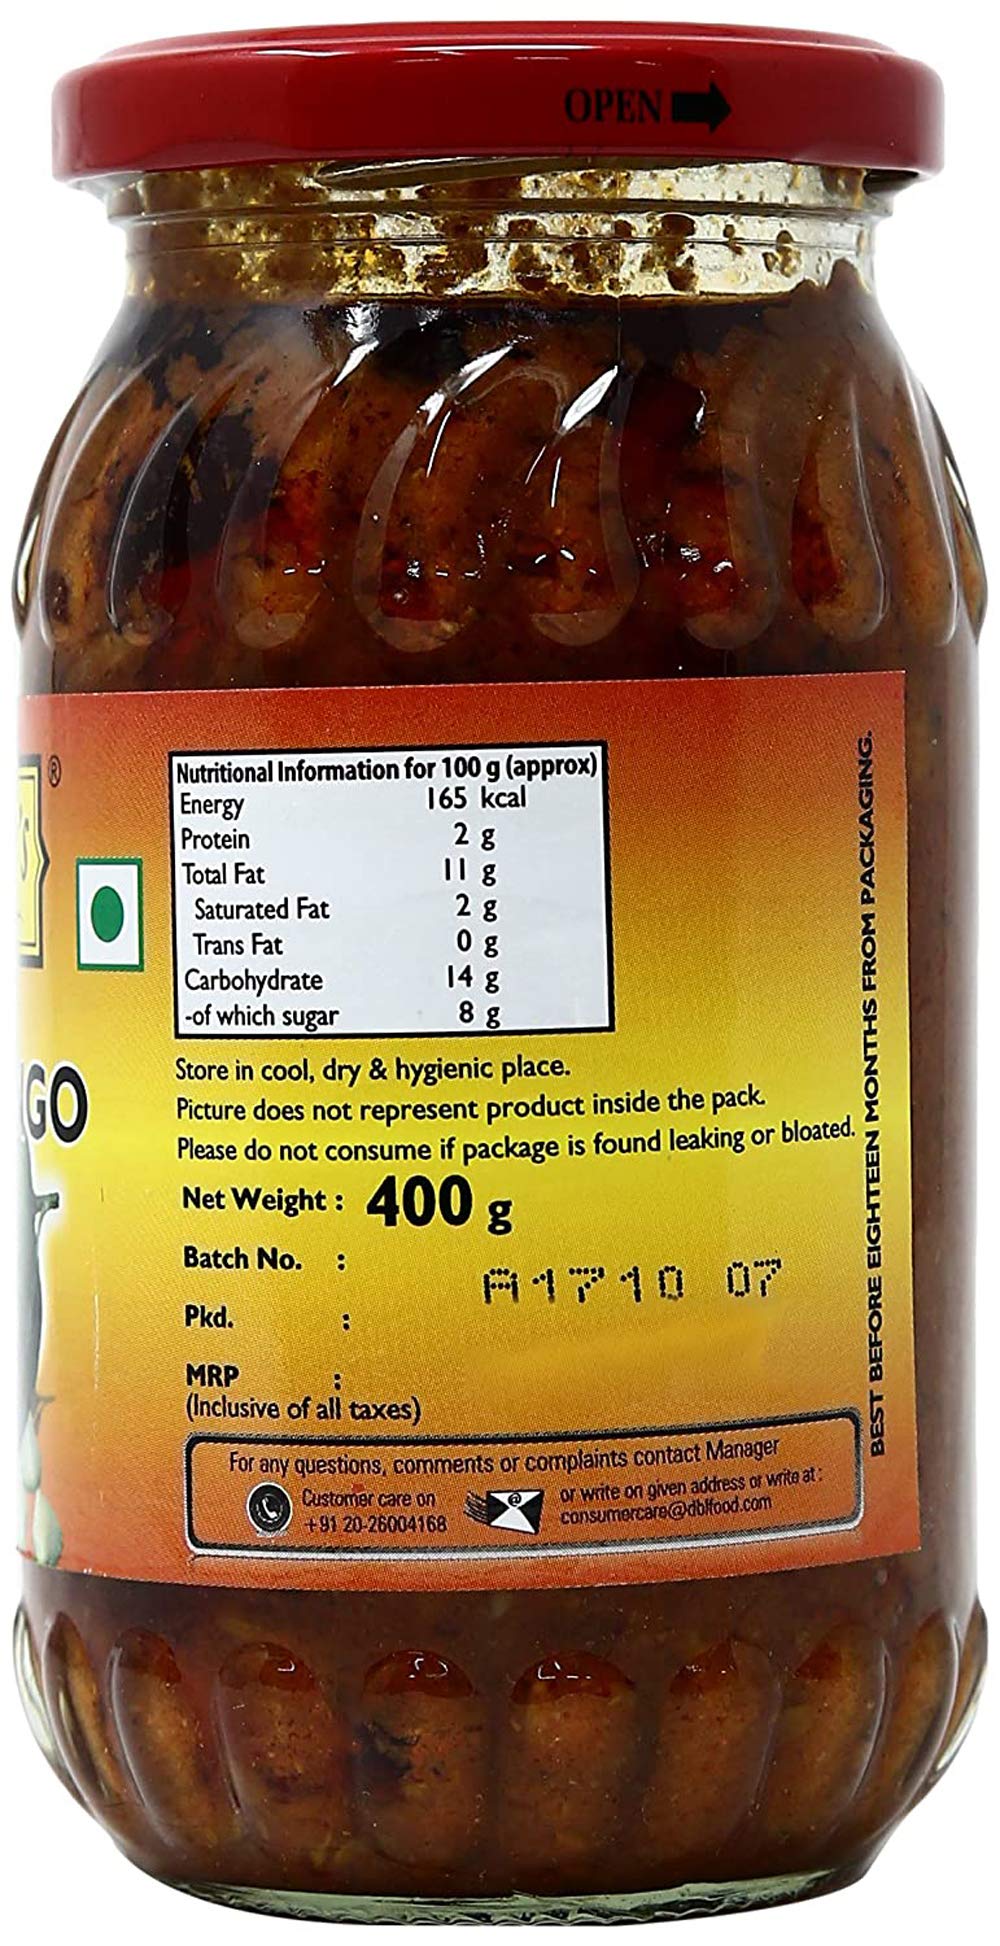 OPEN
®
's
Nutritional Information for 100 g (approx)
Energy 165 kcal
Protein 2 g
Total Fat 11 g
Saturated Fat 2 g
Trans Fat 0 g
Carbohydrate 14 g
-of which sugar 8 g
GO
Store in cool, dry & hygienic place.
Picture does not represent product inside the pack.
Please do not consume if package is found leaking or bloated.
Net Weight : 400 g
Batch No. : A1710 07
Pkd. :
MRP :
(Inclusive of all taxes)
BEST BEFORE EIGHTEEN MONTHS FROM PACKAGING.
For any questions, comments or complaints contact Manager
Customer care on
+91 20-26004168
or write on given address or write at :
consumercare@dblfood.com